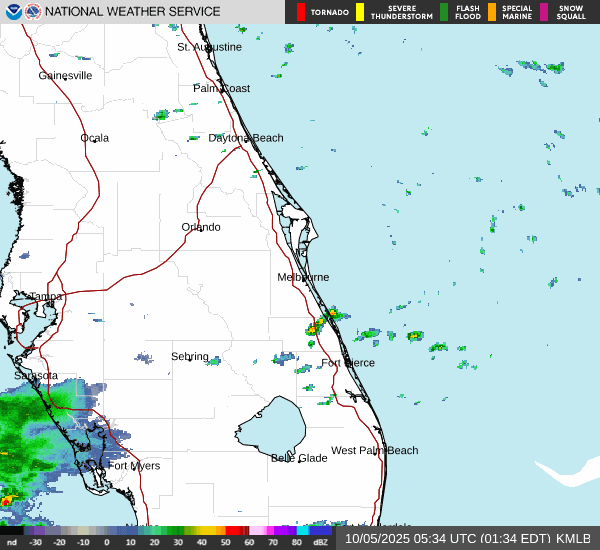 NATIONAL WEATHER SERVICE
TORNADO
SEVERE THUNDERSTORM
FLASH FLOOD
SPECIAL MARINE
SNOW SQUALL
St. Augustine
Gainesville
Palm Coast
Ocala
Daytona Beach
Orlando
Melbourne
Tampa
Sebring
Fort Pierce
Sarasota
West Palm Beach
Belle Glade
Fort Myers
nd -30 -20 -10 0 10 20 30 40 50 60 70 80 dBZ
10/05/2025 05:34 UTC (01:34 EDT) KMLB